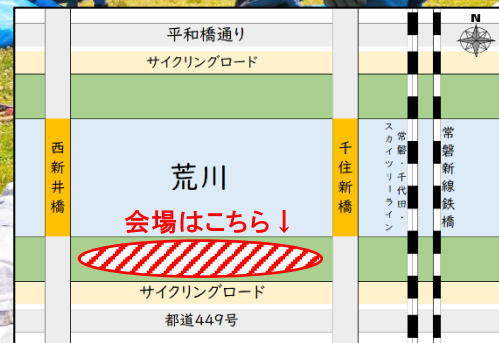 平和橋通り
N
サイクリングロード
西新井橋
荒川
千住新橋
常磐・千代田・
スカイツリーライン
常磐新線鉄橋
会場はこちら↓
サイクリングロード
都道449号